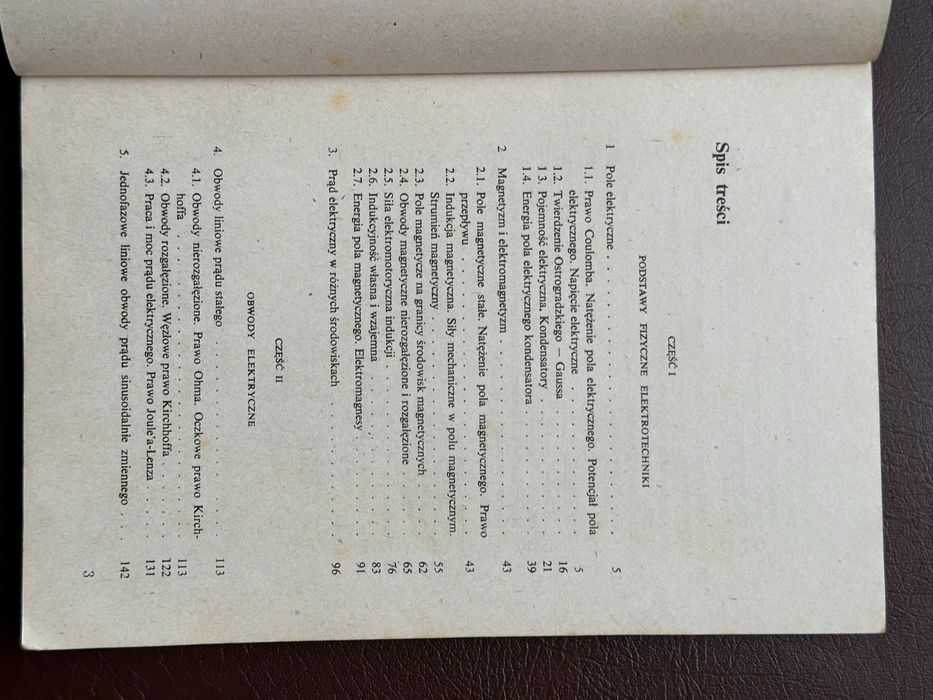 Spis treści
CZĘŚĆ I
PODSTAWY FIZYCZNE ELEKTROTECHNIKI
1 Pole elektryczne . . . . . . . . . . . . . . . . . . . 5
1.1. Prawo Coulomba. Natężenie pola elektrycznego. Potencjał pola
elektrycznego. Napięcie elektryczne . . . . . . . . . 5
1.2. Twierdzenie Ostrogradzkiego — Gaussa . . . . . . . . 16
1 3. Pojemność elektryczna. Kondensatory . . . . . . . . 21
1.4. Energia pola elektrycznego kondensatora . . . . . . . 39
2 Magnetyzm i elektromagnetyzm . . . . . . . . . . . . . 43
2.1. Pole magnetyczne stałe. Natężenie pola magnetycznego. Prawo
przepływu . . . . . . . . . . . . . . . . . 43
2.2. Indukcja magnetyczna. Siły mechaniczne w polu magnetycznym.
Strumień magnetyczny . . . . . . . . . . . . . 55
2.3. Pole magnetycze na granicy środowisk magnetycznych . . . . 62
2.4. Obwody magnetyczne nierozgałęzione i rozgałęzione . . . . . 65
2.5. Siła elektromotoryczna indukcji . . . . . . . . . . . 76
2.6. Indukcyjność własna i wzajemna . . . . . . . . . . . 83
2.7. Energia pola magnetycznego. Elektromagnesy . . . . . . . 91
3. Prąd elektryczny w różnych środowiskach . . . . . . . . . 96
CZĘŚĆ II
OBWODY ELEKTRYCZNE
4. Obwody liniowe prądu stałego . . . . . . . . . . . . . 113
4.1. Obwody nierozgałęzione. Prawo Ohma. Oczkowe prawo Kirch-
hoffa . . . . . . . . . . . . . . . . . . . 113
4.2. Obwody rozgałęzione. Węzłowe prawo Kirchhoffa . . . . . . 122
4.3. Praca i moc prądu elektrycznego. Prawo Joule'a-Lenza . . . . 131
5. Jednofazowe liniowe obwody prądu sinusoidalnie zmiennego . . 142
3